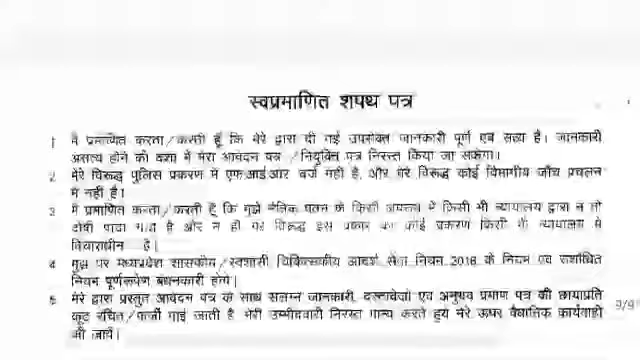 स्वप्रमाणित शपथ पत्र
1 मैं प्रमाणित करता/करती हूँ कि मेरे द्वारा दी गई उपरोक्त जानकारी पूर्ण एवं सत्य है। जानकारी
असत्य होने की दशा में मेरा आवेदन पत्र /नियुक्ति पत्र निरस्त किया जा सकेगा।
2 मेरे विरूद्ध पुलिस प्रकरण में एफ.आई.आर दर्ज नहीं है, और मेरे विरूद्ध कोई विभागीय जाँच प्रचलन
में नहीं है।
3 मैं प्रमाणित करता/करती हूँ कि मुझे नैतिक पतन के किसी अपराध में किसी भी न्यायालय द्वारा न तो
दोषी पाया गया है और न ही मेरे विरूद्ध इस प्रकार का कोई प्रकरण किसी भी न्यायालय में
विचाराधीन है।
4 मुझ पर मध्यप्रदेश शासकीय/स्वशासी चिकित्सकीय आदर्श सेवा नियम 2018 के नियम एवं संशोधित
नियम पूर्णरूपेण बंधनकारी होंगे।
5 मेरे द्वारा प्रस्तुत आवेदन पत्र के साथ संलग्न जानकारी, दस्तावेजों एवं अनुभव प्रमाण पत्र की छायाप्रति
कूट रचित/फर्जी पाई जाती है मेरी उम्मीदवारी निरस्त मान्य करते हुये मेरे ऊपर वैधानिक कार्यवाही
की जावें।
9/9